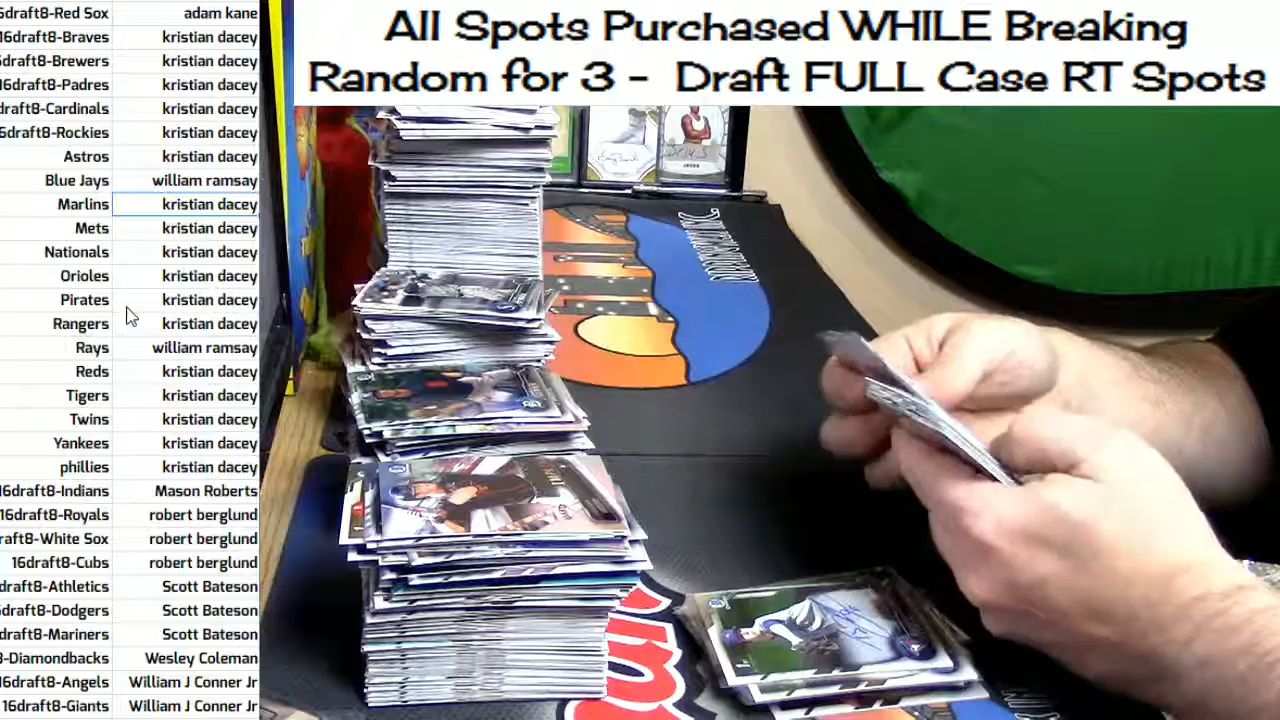 All Spots Purchased WHILE Breaking
Random for 3 - Draft FULL Case RT Spots
6draft8-Red Sox adam kane
16draft8-Braves kristian dacey
6draft8-Brewers kristian dacey
16draft8-Padres kristian dacey
draft8-Cardinals kristian dacey
6draft8-Rockies kristian dacey
Astros kristian dacey
Blue Jays william ramsay
Marlins kristian dacey
Mets kristian dacey
Nationals kristian dacey
Orioles kristian dacey
Pirates kristian dacey
Rangers kristian dacey
Rays william ramsay
Reds kristian dacey
Tigers kristian dacey
Twins kristian dacey
Yankees kristian dacey
phillies kristian dacey
16draft8-Indians Mason Roberts
16draft8-Royals robert berglund
draft8-White Sox robert berglund
16draft8-Cubs robert berglund
draft8-Athletics Scott Bateson
draft8-Dodgers Scott Bateson
draft8-Mariners Scott Bateson
8-Diamondbacks Wesley Coleman
16draft8-Angels William J Conner Jr
16draft8-Giants William J Conner Jr